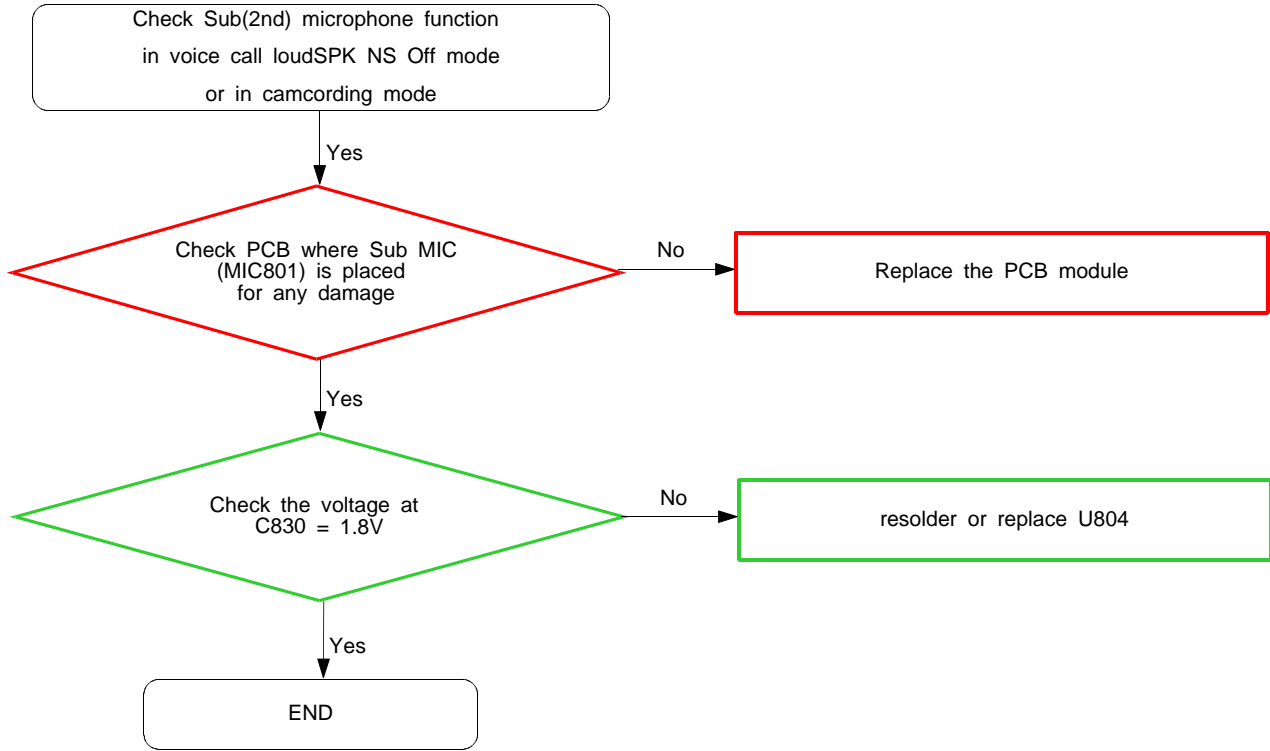 Check Sub(2nd) microphone function
in voice call loudSPK NS Off mode
or in camcording mode
Yes
Check PCB where Sub MIC
(MIC801) is placed
for any damage
No
Replace the PCB module
Yes
Check the voltage at
C830 = 1.8V
No
resolder or replace U804
Yes
END